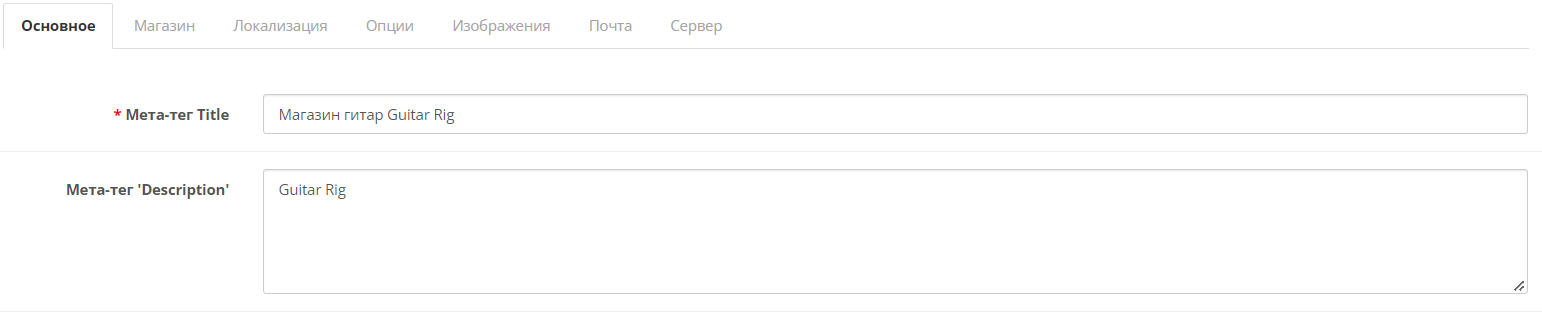 Основное Магазин Локализация Опции Изображения Почта Сервер
* Мета-тег Title Магазин гитар Guitar Rig
Мета-тег 'Description' Guitar Rig